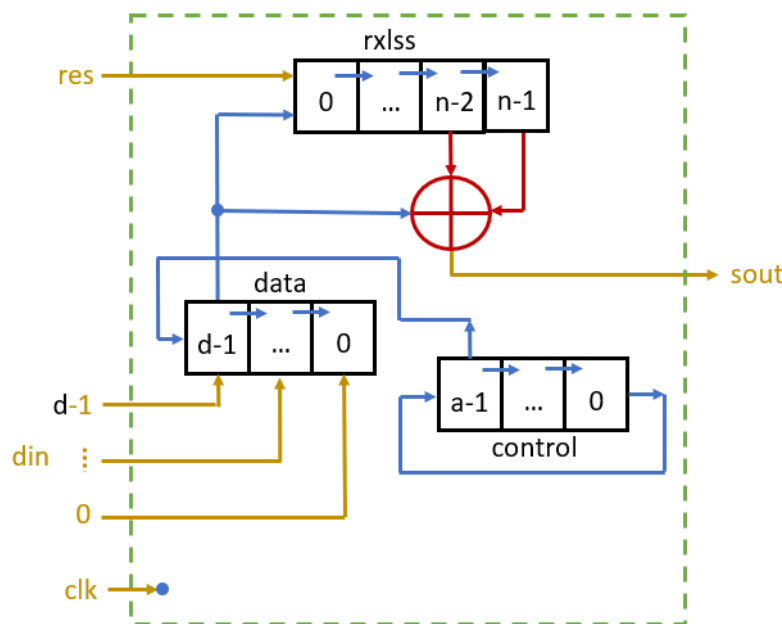 rxlss
res
0 ... n-2 n-1
sout
data
d-1 ... 0
d-1
a-1 ... 0
control
din ⋮
0
clk